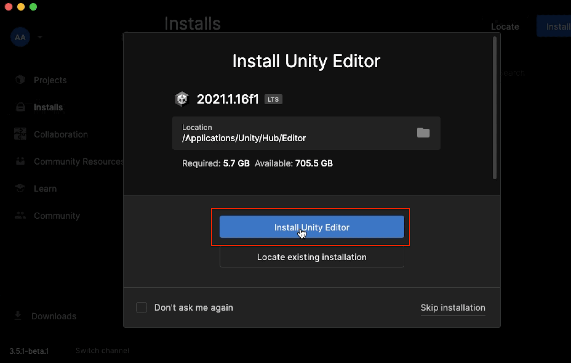 Installs
Locate
Install
AA
Projects
Installs
Collaboration
Community Resources
Learn
Community
Downloads
3.5.1-beta.1
Switch channel
Install Unity Editor
2021.1.16f1 LTS
Location
/Applications/Unity/Hub/Editor
Required: 5.7 GB Available: 705.5 GB
Install Unity Editor
Locate existing installation
Don't ask me again
Skip installation